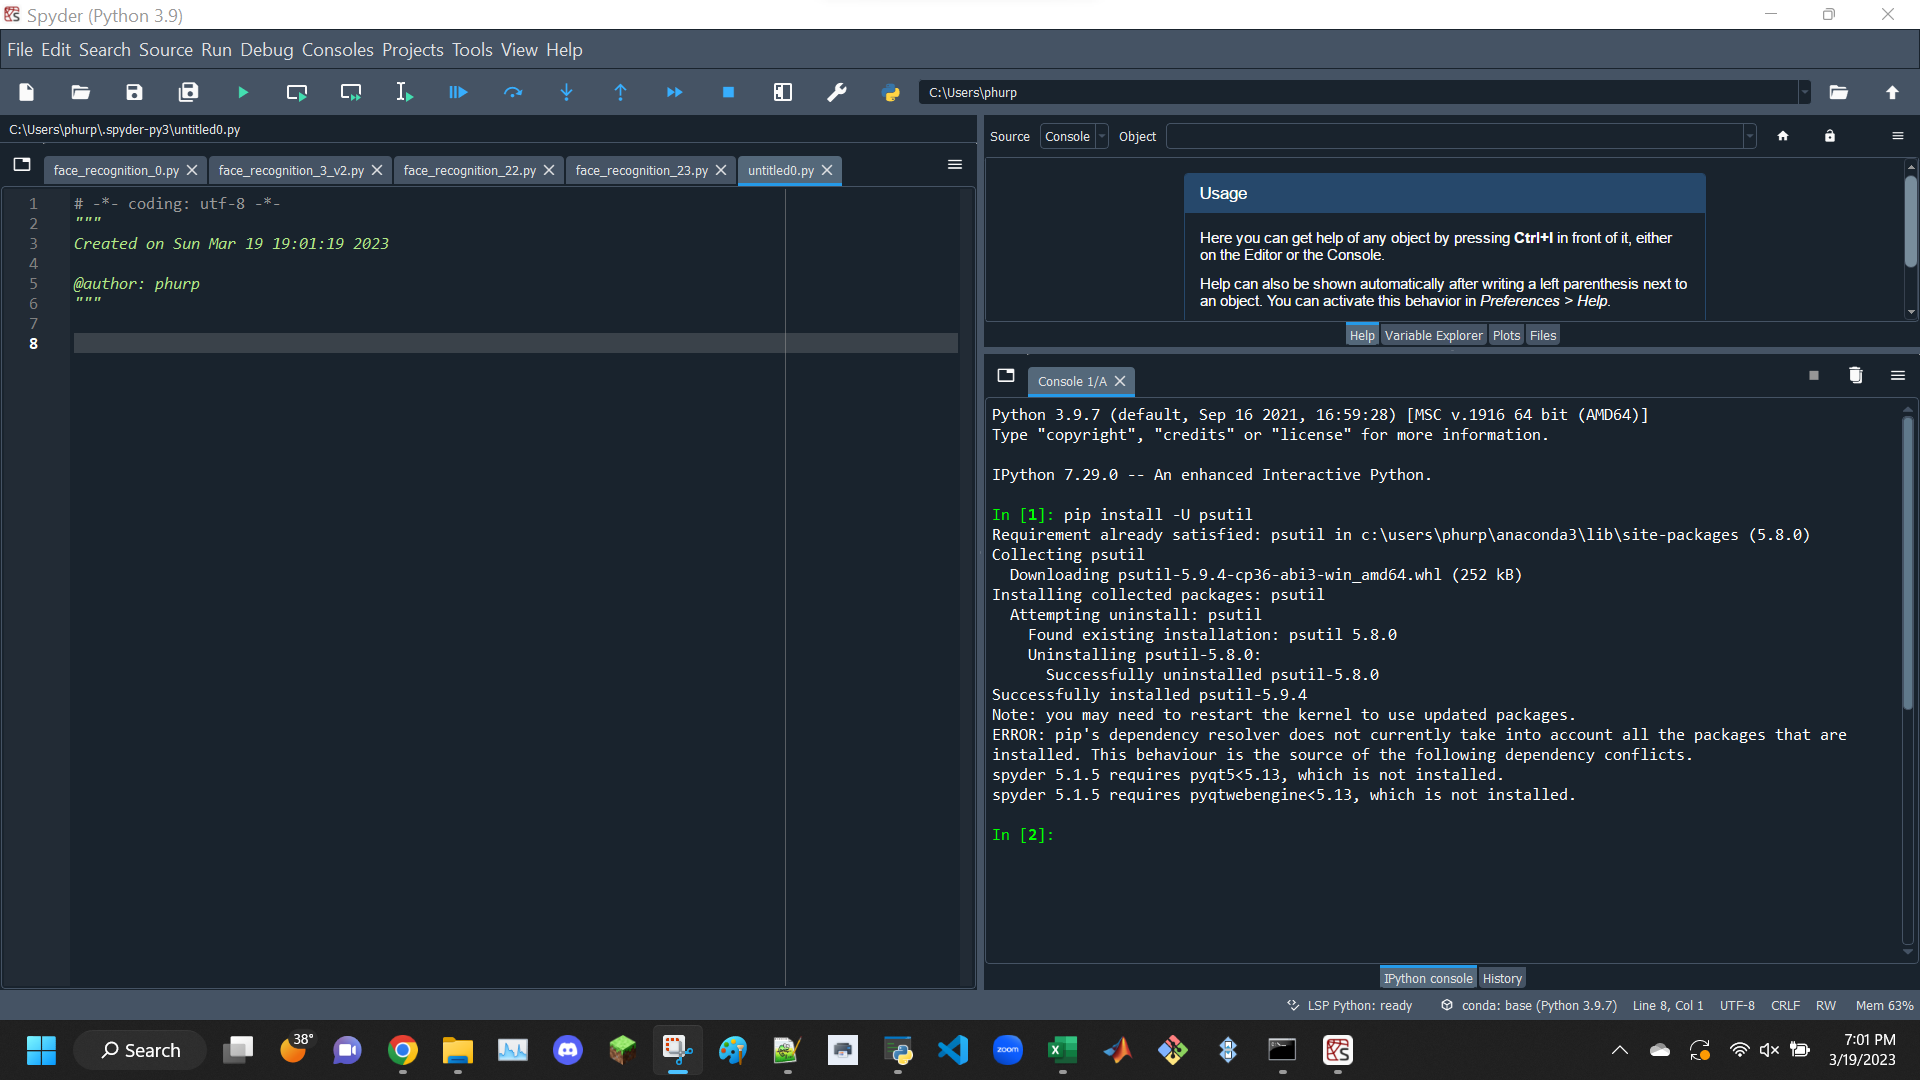 Spyder (Python 3.9)
File Edit Search Source Run Debug Consoles Projects Tools View Help
C:\Users\phurp
C:\Users\phurp\.spyder-py3\untitled0.py
face_recognition_0.py face_recognition_3_v2.py face_recognition_22.py face_recognition_23.py untitled0.py
1 # -*- coding: utf-8 -*-
2 """
3 Created on Sun Mar 19 19:01:19 2023
4
5 @author: phurp
6 """
7
8
Source Console Object
Usage
Here you can get help of any object by pressing Ctrl+I in front of it, either
on the Editor or the Console.
Help can also be shown automatically after writing a left parenthesis next to
an object. You can activate this behavior in Preferences > Help.
Help Variable Explorer Plots Files
Console 1/A
Python 3.9.7 (default, Sep 16 2021, 16:59:28) [MSC v.1916 64 bit (AMD64)]
Type "copyright", "credits" or "license" for more information.
IPython 7.29.0 -- An enhanced Interactive Python.
In [1]: pip install -U psutil
Requirement already satisfied: psutil in c:\users\phurp\anaconda3\lib\site-packages (5.8.0)
Collecting psutil
Downloading psutil-5.9.4-cp36-abi3-win_amd64.whl (252 kB)
Installing collected packages: psutil
Attempting uninstall: psutil
Found existing installation: psutil 5.8.0
Uninstalling psutil-5.8.0:
Successfully uninstalled psutil-5.8.0
Successfully installed psutil-5.9.4
Note: you may need to restart the kernel to use updated packages.
ERROR: pip's dependency resolver does not currently take into account all the packages that are
installed. This behaviour is the source of the following dependency conflicts.
spyder 5.1.5 requires pyqt5<5.13, which is not installed.
spyder 5.1.5 requires pyqtwebengine<5.13, which is not installed.
In [2]:
IPython console History
LSP Python: ready conda: base (Python 3.9.7) Line 8, Col 1 UTF-8 CRLF RW Mem 63%
Search 38° zoom 7:01 PM
3/19/2023